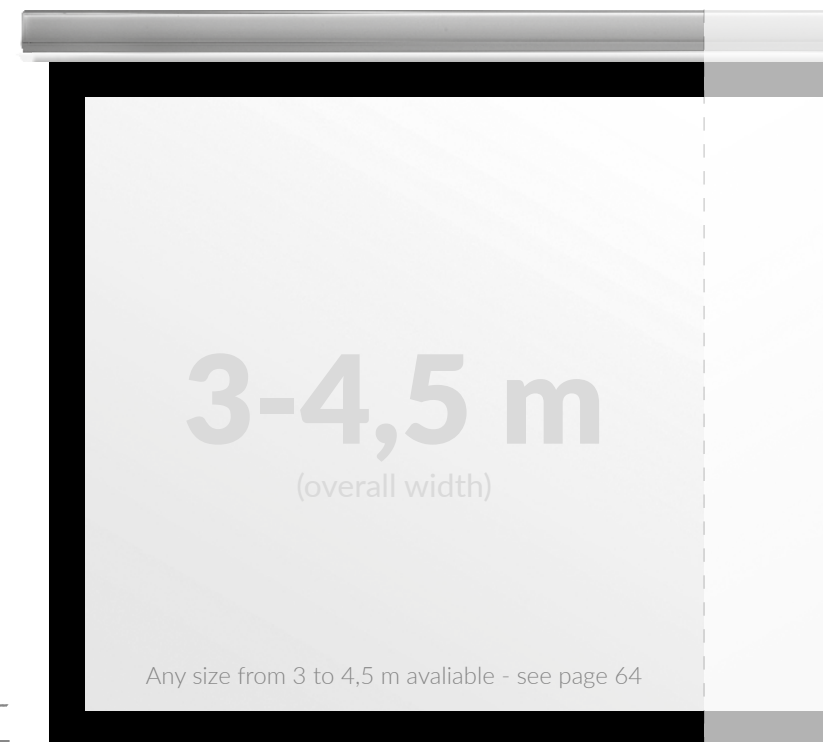 3-4,5 m
(overall width)
Any size from 3 to 4,5 m avaliable - see page 64